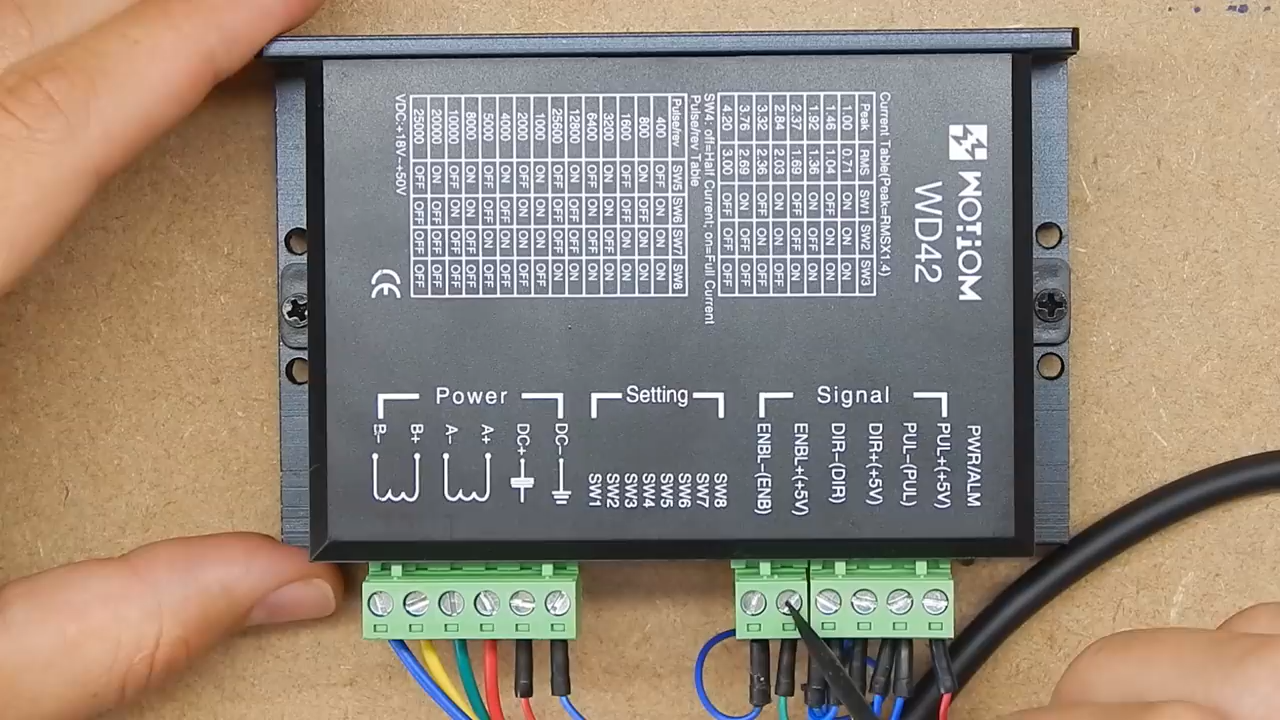 MOTIOM
WD42
Current Table(Peak=RMSX1.4)
Peak RMS SW1 SW2 SW3
1.00 0.71 ON ON ON
1.46 1.04 OFF ON ON
1.92 1.36 ON OFF ON
2.37 1.69 OFF OFF ON
2.84 2.03 ON ON OFF
3.32 2.36 OFF ON OFF
3.76 2.69 ON OFF OFF
4.20 3.00 OFF OFF OFF
SW4: off=Half Current; on=Full Current
Pulse/rev Table
Pulse/rev SW5 SW6 SW7 SW8
400 OFF ON ON ON
800 ON OFF ON ON
1600 OFF OFF ON ON
3200 ON ON OFF ON
6400 OFF ON OFF ON
12800 ON OFF OFF ON
25600 OFF OFF OFF ON
1000 ON ON ON OFF
2000 OFF ON ON OFF
4000 ON OFF ON OFF
5000 OFF OFF ON OFF
8000 ON ON OFF OFF
10000 OFF ON OFF OFF
20000 ON OFF OFF OFF
25000 OFF OFF OFF OFF
VDC:+18V~+50V
CE
PWR/ALM
Signal
PUL+(+5V)
PUL-(PUL)
DIR+(+5V)
DIR-(DIR)
ENBL+(+5V)
ENBL-(ENB)
Setting
SW8
SW7
SW6
SW5
SW4
SW3
SW2
SW1
Power
DC-
DC+
A+
A-
B+
B-